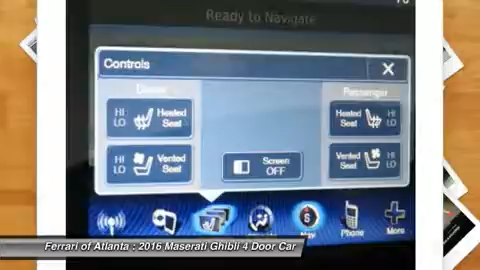 Ready to Navigate
Controls
X
Driver
Passenger
HI
LO
Heated
Seat
Heated
Seat
HI
LO
HI
LO
Vented
Seat
Screen
OFF
Vented
Seat
HI
LO
Nav
Phone
More
Ferrari of Atlanta : 2016 Maserati Ghibli 4 Door Car